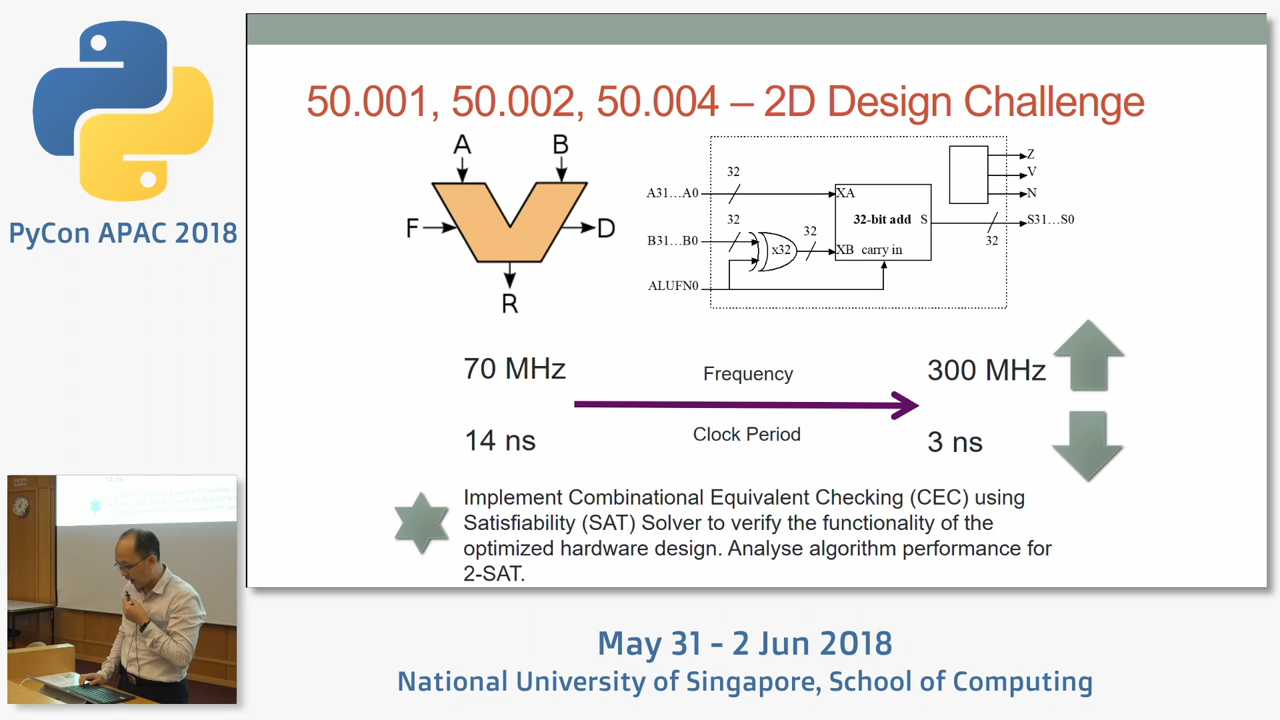 PyCon APAC 2018
50.001, 50.002, 50.004 – 2D Design Challenge
A
B
F
D
R
A31…A0
32
XA
B31…B0
32
x32
32
XB
32-bit add
S
carry in
ALUFN0
Z
V
N
S31…S0
32
70 MHz
Frequency
300 MHz
14 ns
Clock Period
3 ns
Implement Combinational Equivalent Checking (CEC) using
Satisfiability (SAT) Solver to verify the functionality of the
optimized hardware design. Analyse algorithm performance for
2-SAT.
May 31 - 2 Jun 2018
National University of Singapore, School of Computing